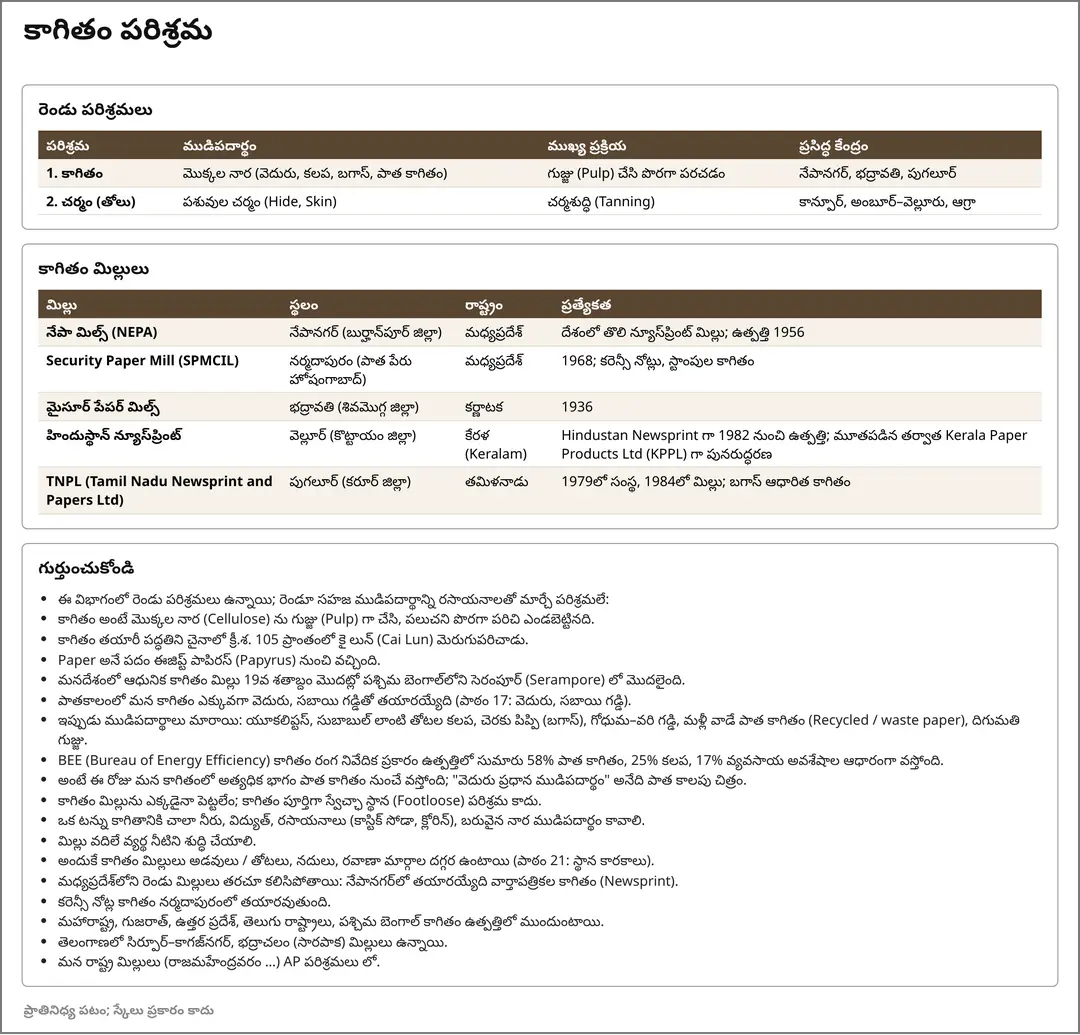 కాగితం పరిశ్రమ
రెండు పరిశ్రమలు
పరిశ్రమ ముడిపదార్థం ముఖ్య ప్రక్రియ ప్రసిద్ధ కేంద్రం
1. కాగితం మొక్కల నార (వెదురు, కలప, బగాస్, పాత కాగితం) గుజ్జు (Pulp) చేసి పొరగా పరచడం నేపానగర్, భద్రావతి, పుగలూర్
2. చర్మం (తోలు) పశువుల చర్మం (Hide, Skin) చర్మశుద్ధి (Tanning) కాన్పూర్, అంబూర్–వెల్లూరు, ఆగ్రా
కాగితం మిల్లులు
మిల్లు స్థలం రాష్ట్రం ప్రత్యేకత
నేపా మిల్స్ (NEPA) నేపానగర్ (బుర్హాన్‌పూర్ జిల్లా) మధ్యప్రదేశ్ దేశంలో తొలి న్యూస్‌ప్రింట్ మిల్లు; ఉత్పత్తి 1956
Security Paper Mill (SPMCIL) నర్మదాపురం (పాత పేరు మధ్యప్రదేశ్ 1968; కరెన్సీ నోట్లు, స్టాంపుల కాగితం
హోషంగాబాద్)
మైసూర్ పేపర్ మిల్స్ భద్రావతి (శివమొగ్గ జిల్లా) కర్ణాటక 1936
హిందుస్థాన్ న్యూస్‌ప్రింట్ వెల్లూర్ (కొట్టాయం జిల్లా) కేరళ Hindustan Newsprint గా 1982 నుంచి ఉత్పత్తి; మూతపడిన తర్వాత Kerala Paper
(Keralam) Products Ltd (KPPL) గా పునరుద్ధరణ
TNPL (Tamil Nadu Newsprint and పుగలూర్ (కరూర్ జిల్లా) తమిళనాడు 1979లో సంస్థ, 1984లో మిల్లు; బగాస్ ఆధారిత కాగితం
Papers Ltd)
గుర్తుంచుకోండి
• ఈ విభాగంలో రెండు పరిశ్రమలు ఉన్నాయి; రెండూ సహజ ముడిపదార్థాన్ని రసాయనాలతో మార్చే పరిశ్రమలే:
• కాగితం అంటే మొక్కల నార (Cellulose) ను గుజ్జు (Pulp) గా చేసి, పలుచని పొరగా పరిచి ఎండబెట్టినది.
• కాగితం తయారీ పద్ధతిని చైనాలో క్రీ.శ. 105 ప్రాంతంలో కై లున్ (Cai Lun) మెరుగుపరిచాడు.
• Paper అనే పదం ఈజిప్ట్ పాపిరస్ (Papyrus) నుంచి వచ్చింది.
• మనదేశంలో ఆధునిక కాగితం మిల్లు 19వ శతాబ్దం మొదట్లో పశ్చిమ బెంగాల్‌లోని సెరంపూర్ (Serampore) లో మొదలైంది.
• పాతకాలంలో మన కాగితం ఎక్కువగా వెదురు, సబాయి గడ్డితో తయారయ్యేది (పాఠం 17: వెదురు, సబాయి గడ్డి).
• ఇప్పుడు ముడిపదార్థాలు మారాయి: యూకలిప్టస్, సుబాబుల్ లాంటి తోటల కలప, చెరకు పిప్పి (బగాస్), గోధుమ–వరి గడ్డి, మళ్లీ వాడే పాత కాగితం (Recycled / waste paper), దిగుమతి
గుజ్జు.
• BEE (Bureau of Energy Efficiency) కాగితం రంగ నివేదిక ప్రకారం ఉత్పత్తిలో సుమారు 58% పాత కాగితం, 25% కలప, 17% వ్యవసాయ అవశేషాల ఆధారంగా వస్తోంది.
• అంటే ఈ రోజు మన కాగితంలో అత్యధిక భాగం పాత కాగితం నుంచే వస్తోంది; "వెదురు ప్రధాన ముడిపదార్థం" అనేది పాత కాలపు చిత్రం.
• కాగితం మిల్లును ఎక్కడైనా పెట్టలేం; కాగితం పూర్తిగా స్వేచ్ఛా స్థాన (Footloose) పరిశ్రమ కాదు.
• ఒక టన్ను కాగితానికి చాలా నీరు, విద్యుత్, రసాయనాలు (కాస్టిక్ సోడా, క్లోరిన్), బరువైన నార ముడిపదార్థం కావాలి.
• మిల్లు వదిలే వ్యర్థ నీటిని శుద్ధి చేయాలి.
• అందుకే కాగితం మిల్లులు అడవులు / తోటలు, నదులు, రవాణా మార్గాల దగ్గర ఉంటాయి (పాఠం 21: స్థాన కారకాలు).
• మధ్యప్రదేశ్‌లోని రెండు మిల్లులు తరచూ కలిసిపోతాయి: నేపానగర్‌లో తయారయ్యేది వార్తాపత్రికల కాగితం (Newsprint).
• కరెన్సీ నోట్ల కాగితం నర్మదాపురంలో తయారవుతుంది.
• మహారాష్ట్ర, గుజరాత్, ఉత్తర ప్రదేశ్, తెలుగు రాష్ట్రాలు, పశ్చిమ బెంగాల్ కాగితం ఉత్పత్తిలో ముందుంటాయి.
• తెలంగాణలో సిర్పూర్–కాగజ్‌నగర్, భద్రాచలం (సారపాక) మిల్లులు ఉన్నాయి.
• మన రాష్ట్ర మిల్లులు (రాజమహేంద్రవరం ...) AP పరిశ్రమలు లో.
ప్రాతినిధ్య పటం; స్కేలు ప్రకారం కాదు